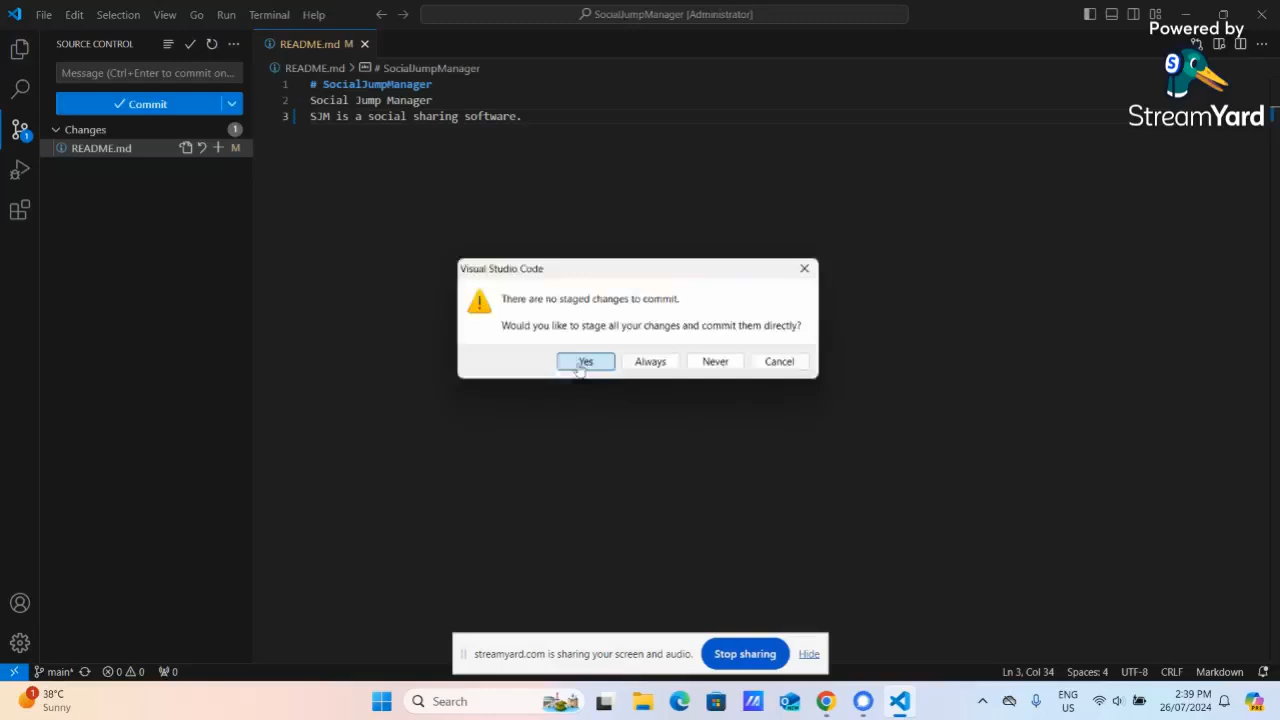 File Edit Selection View Go Run Terminal Help
SocialJumpManager [Administrator]
Powered by
StreamYard
SOURCE CONTROL
README.md M
README.md > # SocialJumpManager
Message (Ctrl+Enter to commit on...
Commit
Changes 1
README.md M
1 # SocialJumpManager
2 Social Jump Manager
3 SJM is a social sharing software.
1
Visual Studio Code
There are no staged changes to commit.
Would you like to stage all your changes and commit them directly?
Yes Always Never Cancel
streamyard.com is sharing your screen and audio. Stop sharing Hide
main* 0 0 0
Ln 3, Col 34 Spaces: 4 UTF-8 CRLF Markdown
1
38°C
Sunny
Search
ENG
US
2:39 PM
26/07/2024